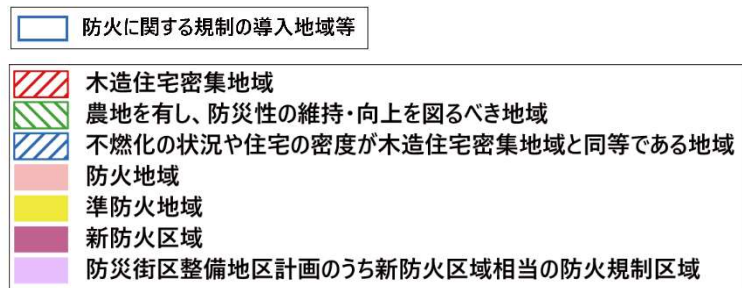 防火に関する規制の導入地域等
木造住宅密集地域
農地を有し、防災性の維持・向上を図るべき地域
不燃化の状況や住宅の密度が木造住宅密集地域と同等である地域
防火地域
準防火地域
新防火区域
防災街区整備地区計画のうち新防火区域相当の防火規制区域